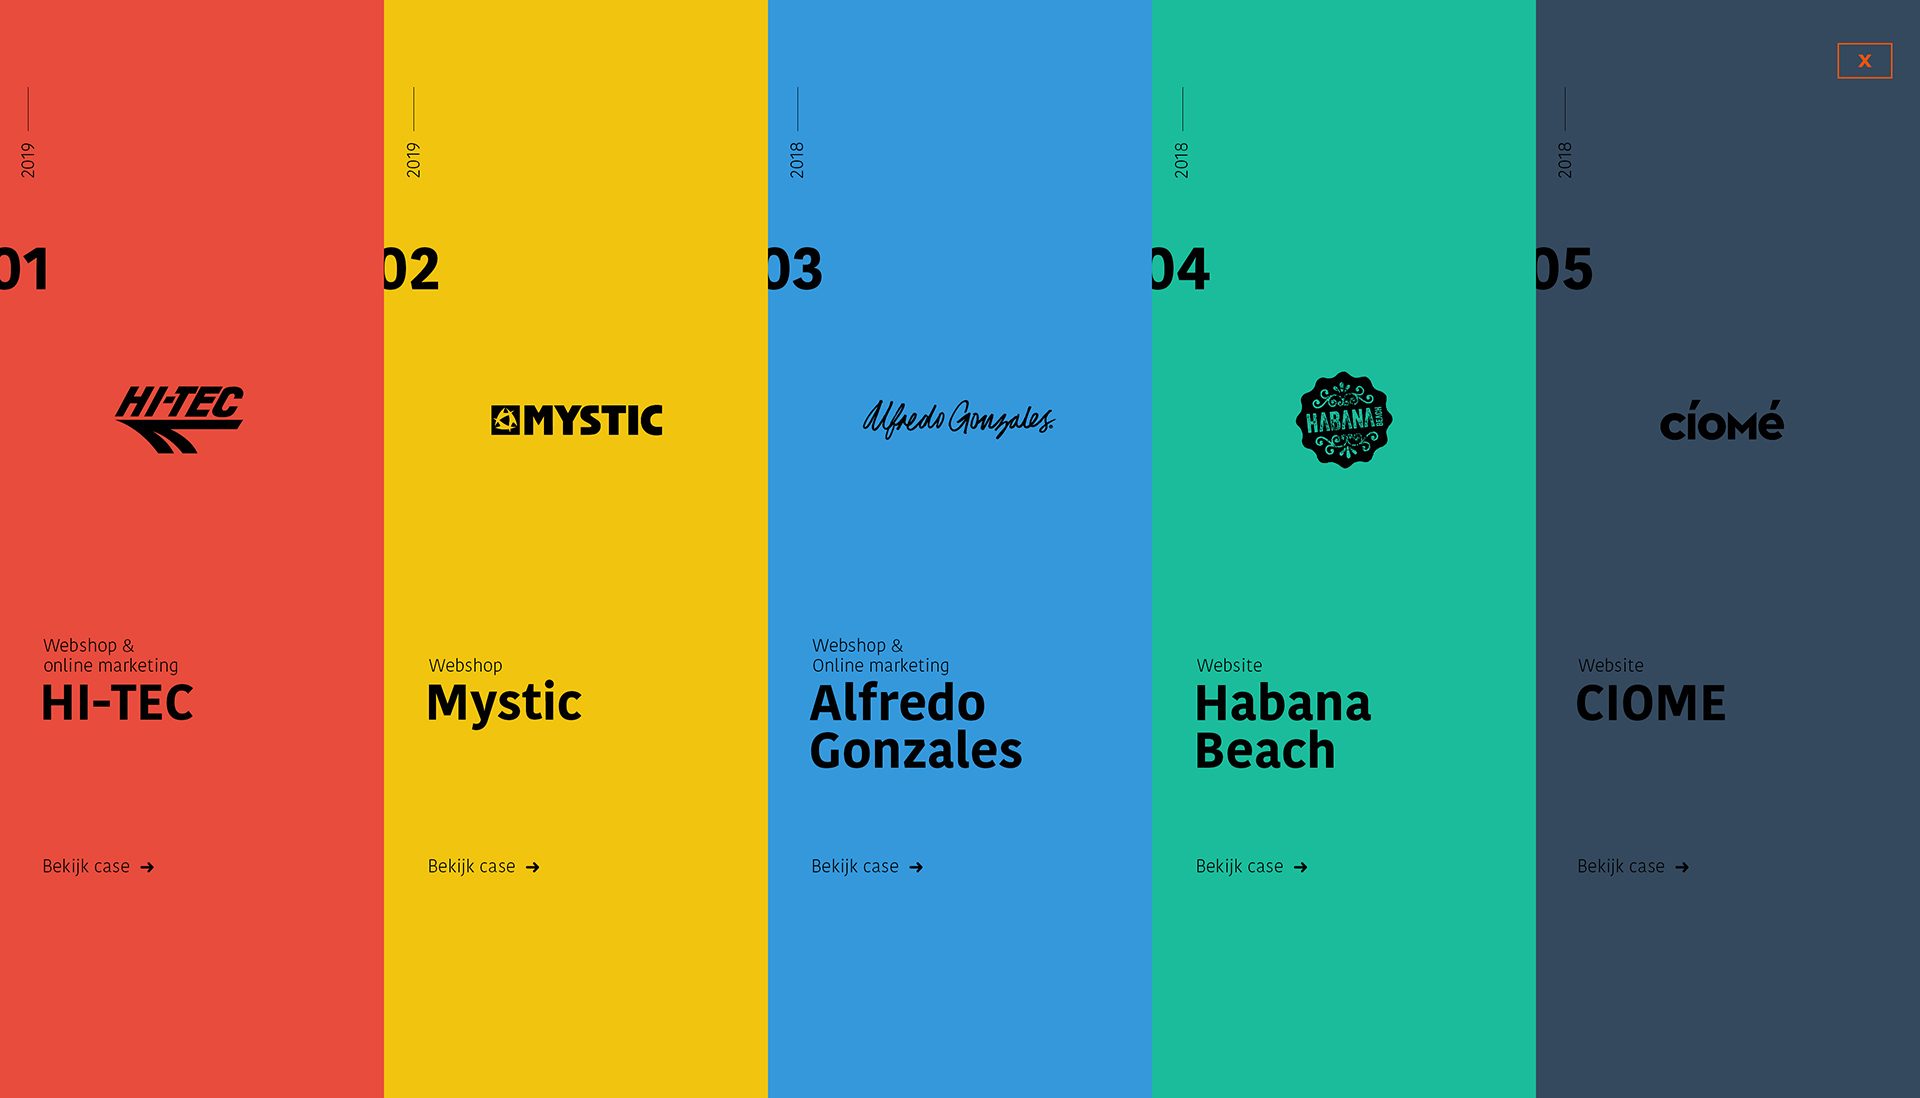 X
2019
01
HI-TEC
Webshop &
online marketing
HI-TEC
Bekijk case →
2019
02
MYSTIC
Webshop
Mystic
Bekijk case →
2018
03
Alfredo Gonzales
Webshop &
Online marketing
Alfredo
Gonzales
Bekijk case →
2018
04
HABANA
BEACH
Website
Habana
Beach
Bekijk case →
2018
05
cíoMé
Website
CIOME
Bekijk case →